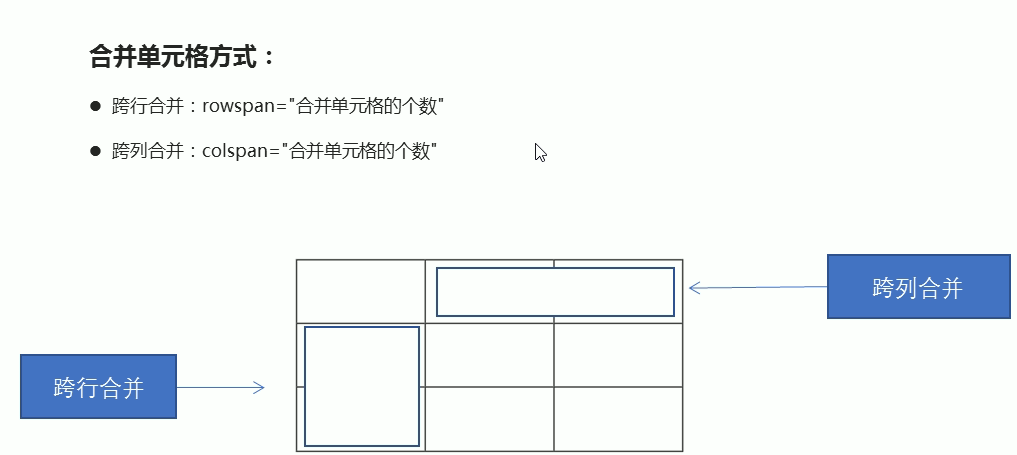 合并单元格方式：
● 跨行合并：rowspan="合并单元格的个数"
● 跨列合并：colspan="合并单元格的个数"
跨列合并
跨行合并